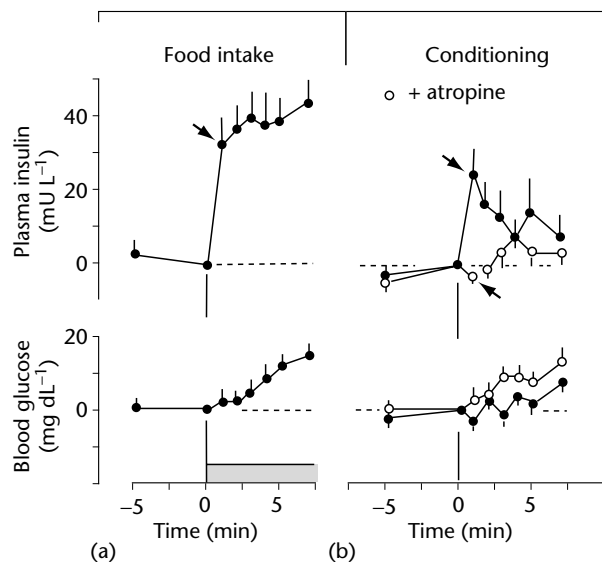 Food intake
Conditioning
+ atropine
Plasma insulin
(mU L−1)
40
20
0
Blood glucose
(mg dL−1)
20
10
0
−5
0
5
−5
0
5
Time (min)
Time (min)
(a)
(b)